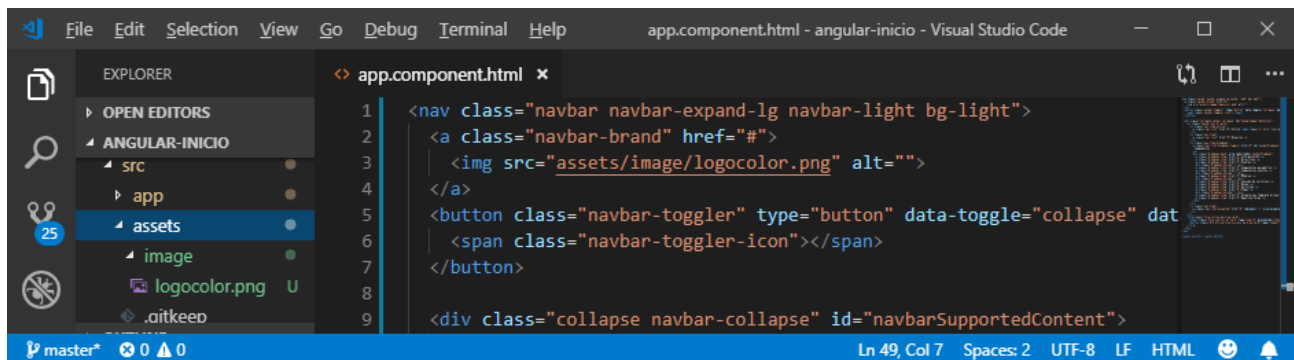 File Edit Selection View Go Debug Terminal Help app.component.html - angular-inicio - Visual Studio Code
EXPLORER
OPEN EDITORS
ANGULAR-INICIO
src
app
assets
image
logocolor.png U
.gitkeep
25
app.component.html
1 <nav class="navbar navbar-expand-lg navbar-light bg-light">
2 <a class="navbar-brand" href="#">
3 <img src="assets/image/logocolor.png" alt="">
4 </a>
5 <button class="navbar-toggler" type="button" data-toggle="collapse" dat
6 <span class="navbar-toggler-icon"></span>
7 </button>
8
9 <div class="collapse navbar-collapse" id="navbarSupportedContent">
master* 0 0 Ln 49, Col 7 Spaces: 2 UTF-8 LF HTML